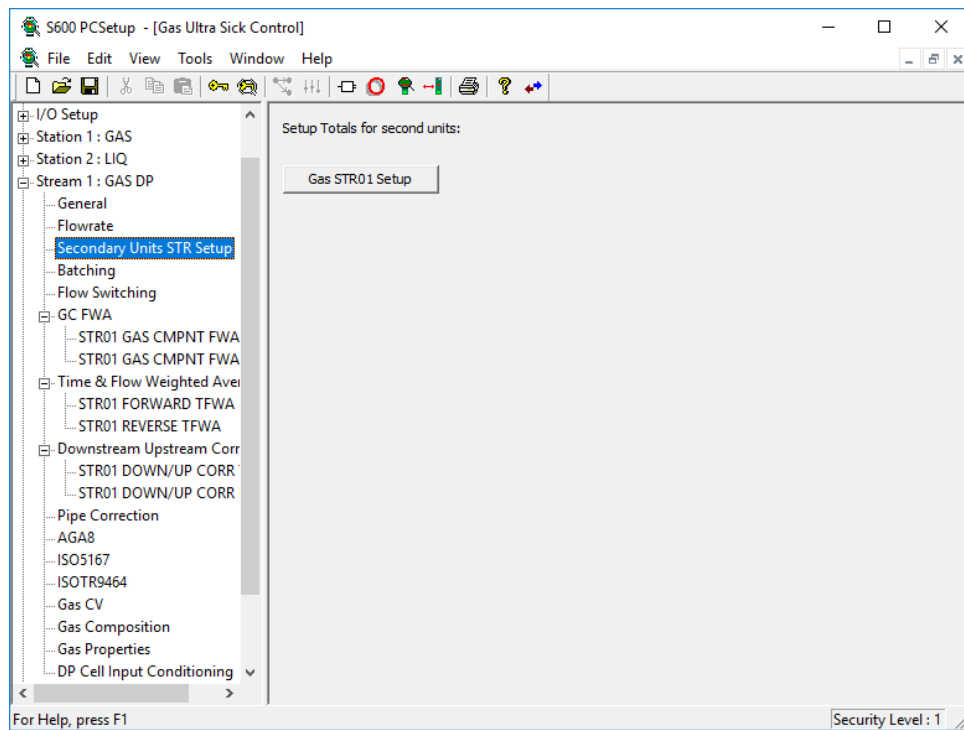 S600 PCSetup - [Gas Ultra Sick Control]
File Edit View Tools Window Help
I/O Setup
Station 1 : GAS
Station 2 : LIQ
Stream 1 : GAS DP
General
Flowrate
Secondary Units STR Setup
Batching
Flow Switching
GC FWA
STR01 GAS CMPNT FWA
STR01 GAS CMPNT FWA
Time & Flow Weighted Aver
STR01 FORWARD TFWA
STR01 REVERSE TFWA
Downstream Upstream Corr
STR01 DOWN/UP CORR
STR01 DOWN/UP CORR
Pipe Correction
AGA8
ISO5167
ISOTR9464
Gas CV
Gas Composition
Gas Properties
DP Cell Input Conditioning
Setup Totals for second units:
Gas STR01 Setup
For Help, press F1
Security Level : 1